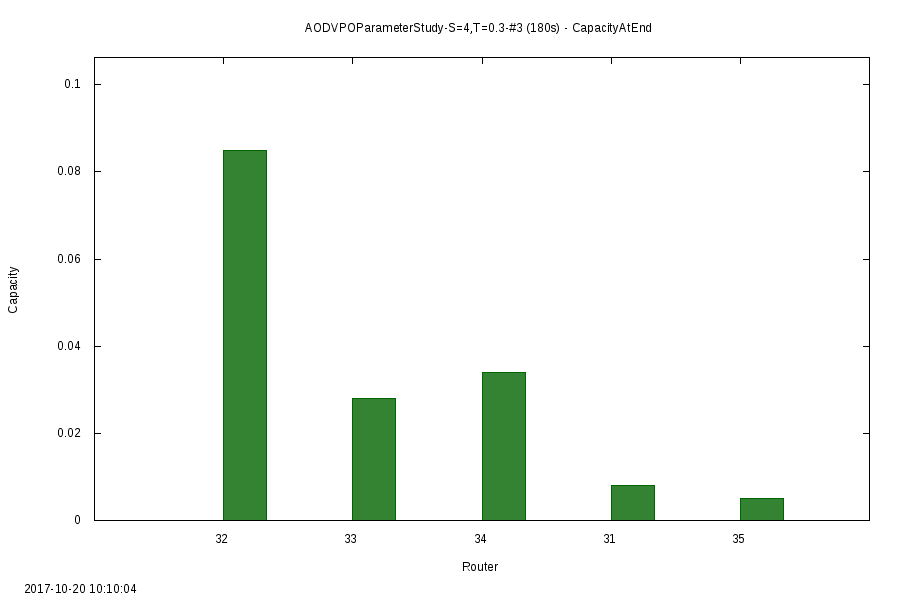 AODVPOParameterStudy-S=4,T=0.3-#3 (180s) - CapacityAtEnd
0.1
0.08
0.06
0.04
0.02
0
Capacity
32 33 34 31 35
Router
2017-10-20 10:10:04